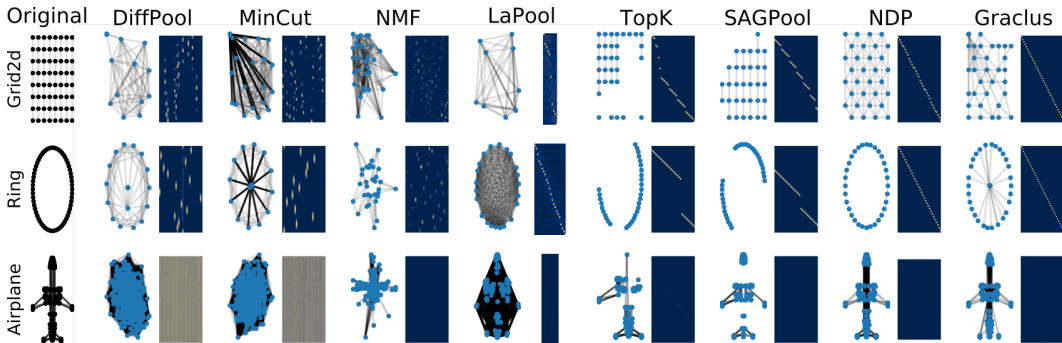 Original DiffPool MinCut NMF LaPool TopK SAGPool NDP Graclus
Grid2d
Ring
Airplane